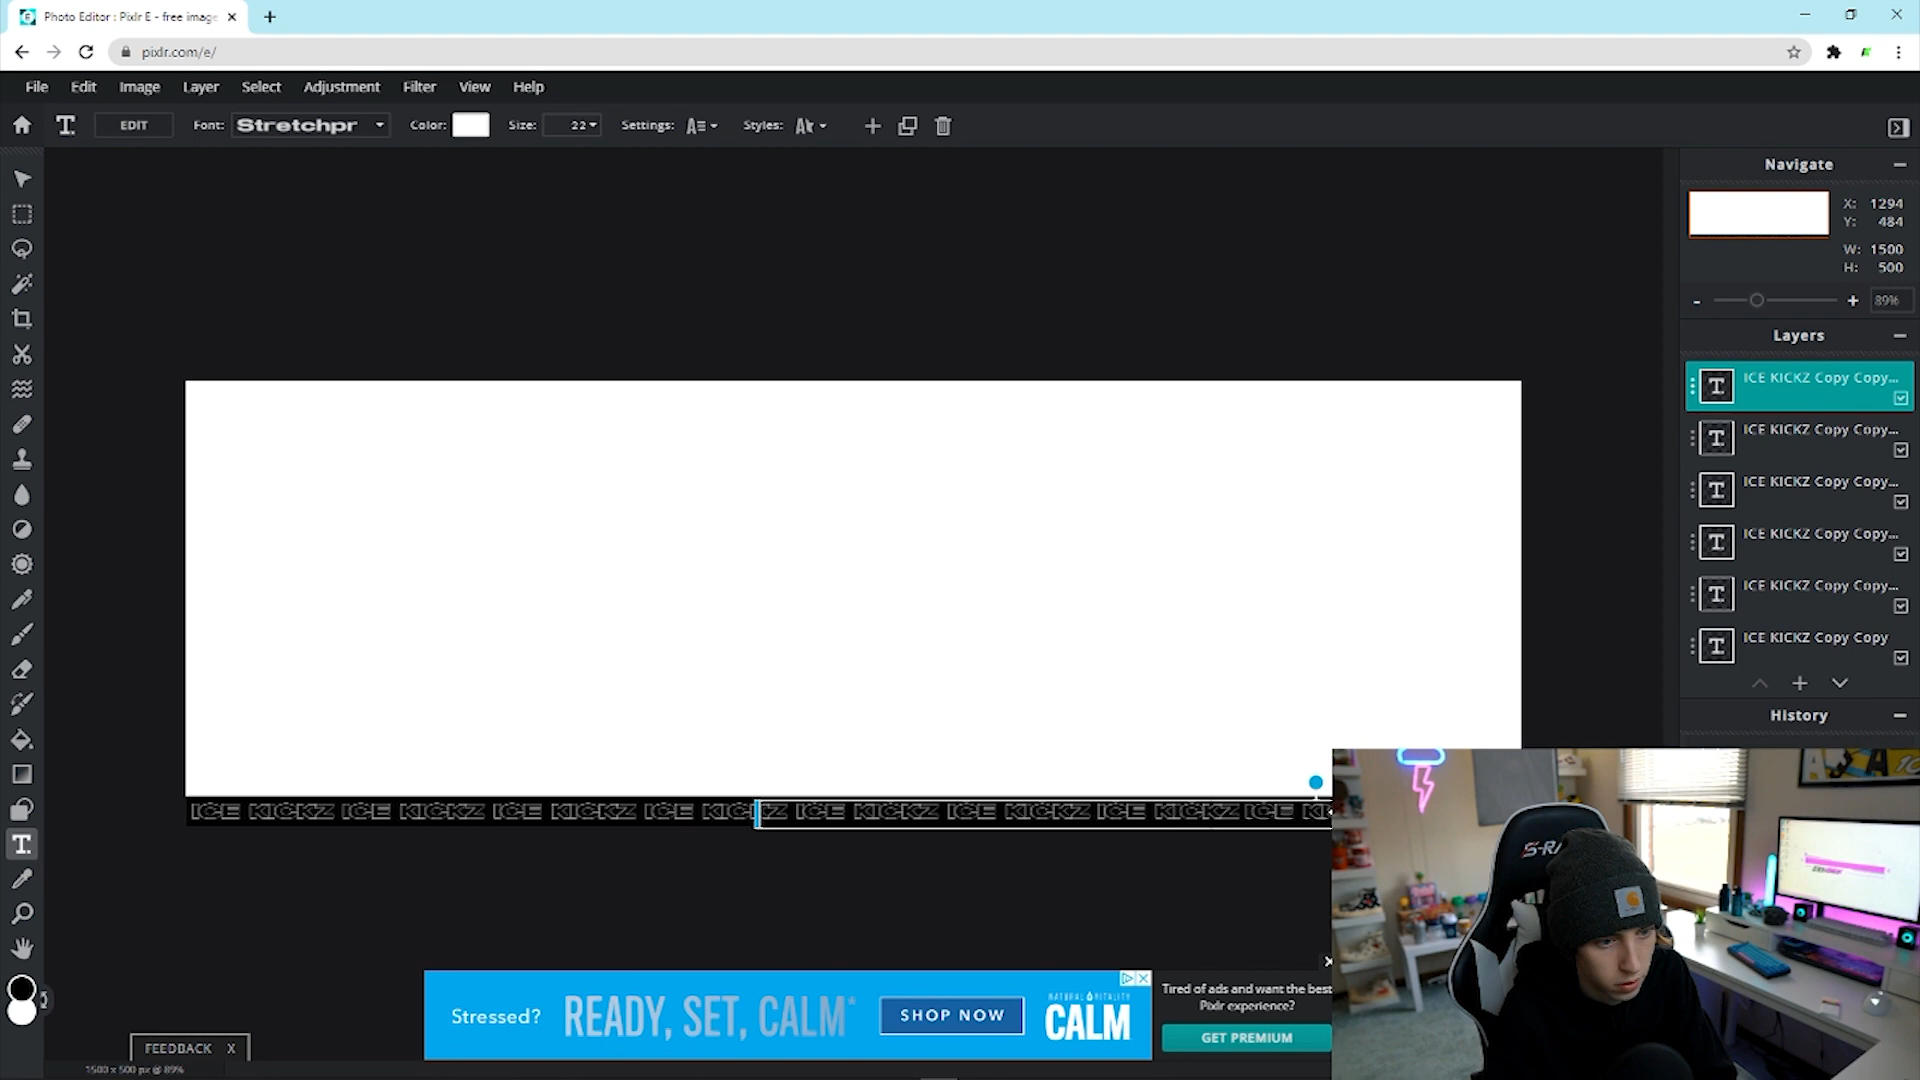 Photo Editor : Pixlr E - free image
pixlr.com/e/
File Edit Image Layer Select Adjustment Filter View Help
EDIT Font: Stretchpr Color: Size: 22 Settings: Styles:
Navigate
X: 1294
Y: 484
W: 1500
H: 500
89%
Layers
ICE KICKZ Copy Copy...
ICE KICKZ Copy Copy...
ICE KICKZ Copy Copy...
ICE KICKZ Copy Copy...
ICE KICKZ Copy Copy...
ICE KICKZ Copy Copy
History
ICE KICKZ ICE KICKZ ICE KICKZ ICE KICKZ ICE KICKZ ICE KICKZ ICE KICKZ ICE
Stressed? READY, SET, CALM* SHOP NOW
NATURAL VITALITY
CALM
Tired of ads and want the best
Pixlr experience?
GET PREMIUM
FEEDBACK X
1500 x 500 px @ 89%